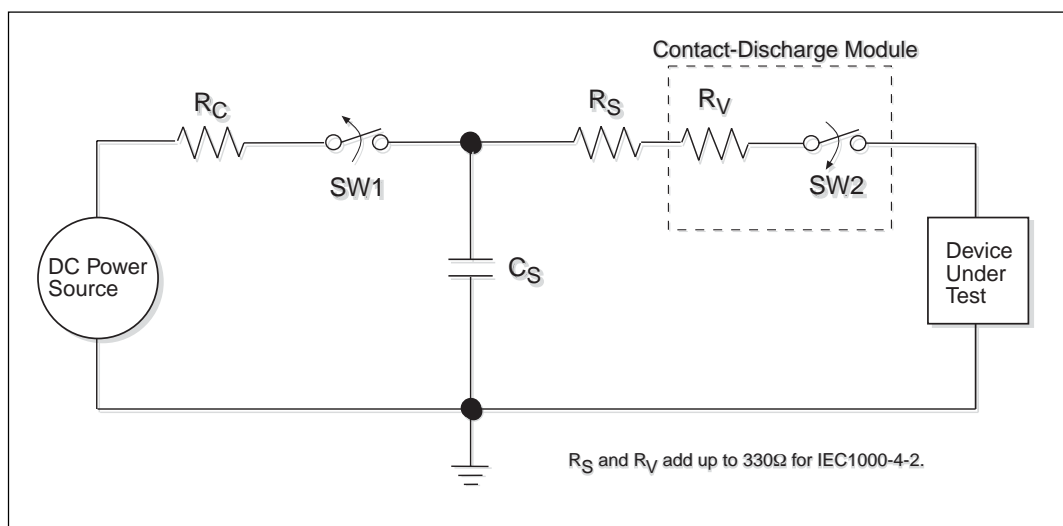 Contact-Discharge Module
RC
RS
RV
SW1
SW2
DC Power
Source
CS
Device
Under
Test
RS and RV add up to 330Ω for IEC1000-4-2.